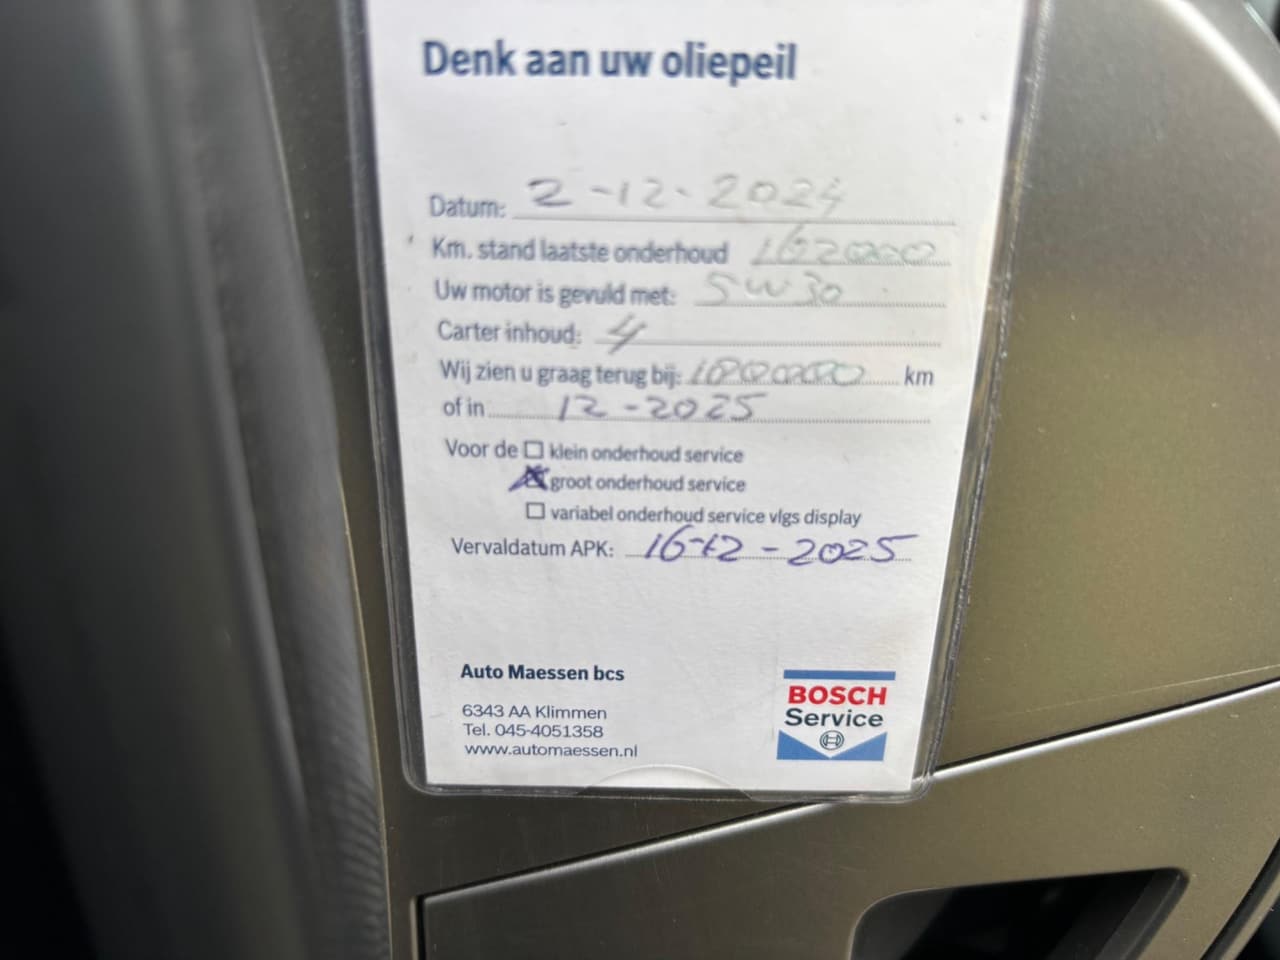 Denk aan uw oliepeil
Datum: 2-12-2024
Km. stand laatste onderhoud 162000
Uw motor is gevuld met: 5W30
Carter inhoud: 4
Wij zien u graag terug bij: 180000 km
of in 12-2025
Voor de ☐ klein onderhoud service
☒ groot onderhoud service
☐ variabel onderhoud service vlgs display
Vervaldatum APK: 16-12-2025
Auto Maessen bcs
6343 AA Klimmen
Tel. 045-4051358
www.automaessen.nl
BOSCH
Service